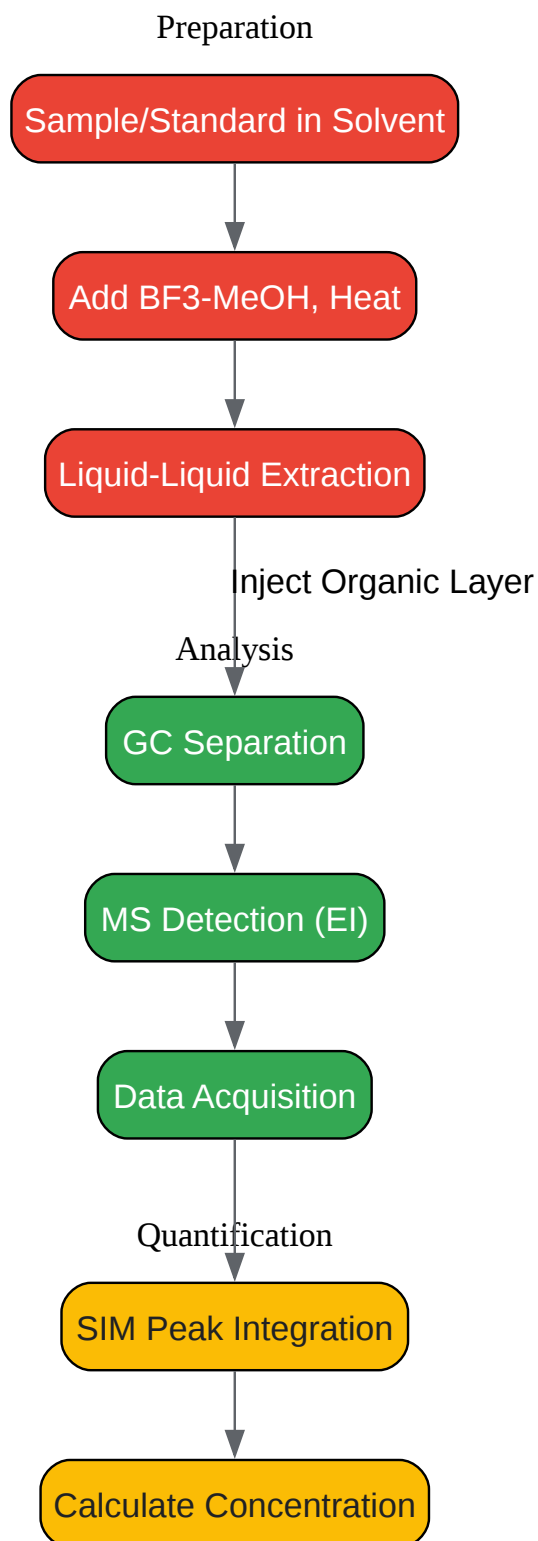 Preparation
Sample/Standard in Solvent
Add BF3-MeOH, Heat
Liquid-Liquid Extraction
Inject Organic Layer
Analysis
GC Separation
MS Detection (EI)
Data Acquisition
Quantification
SIM Peak Integration
Calculate Concentration